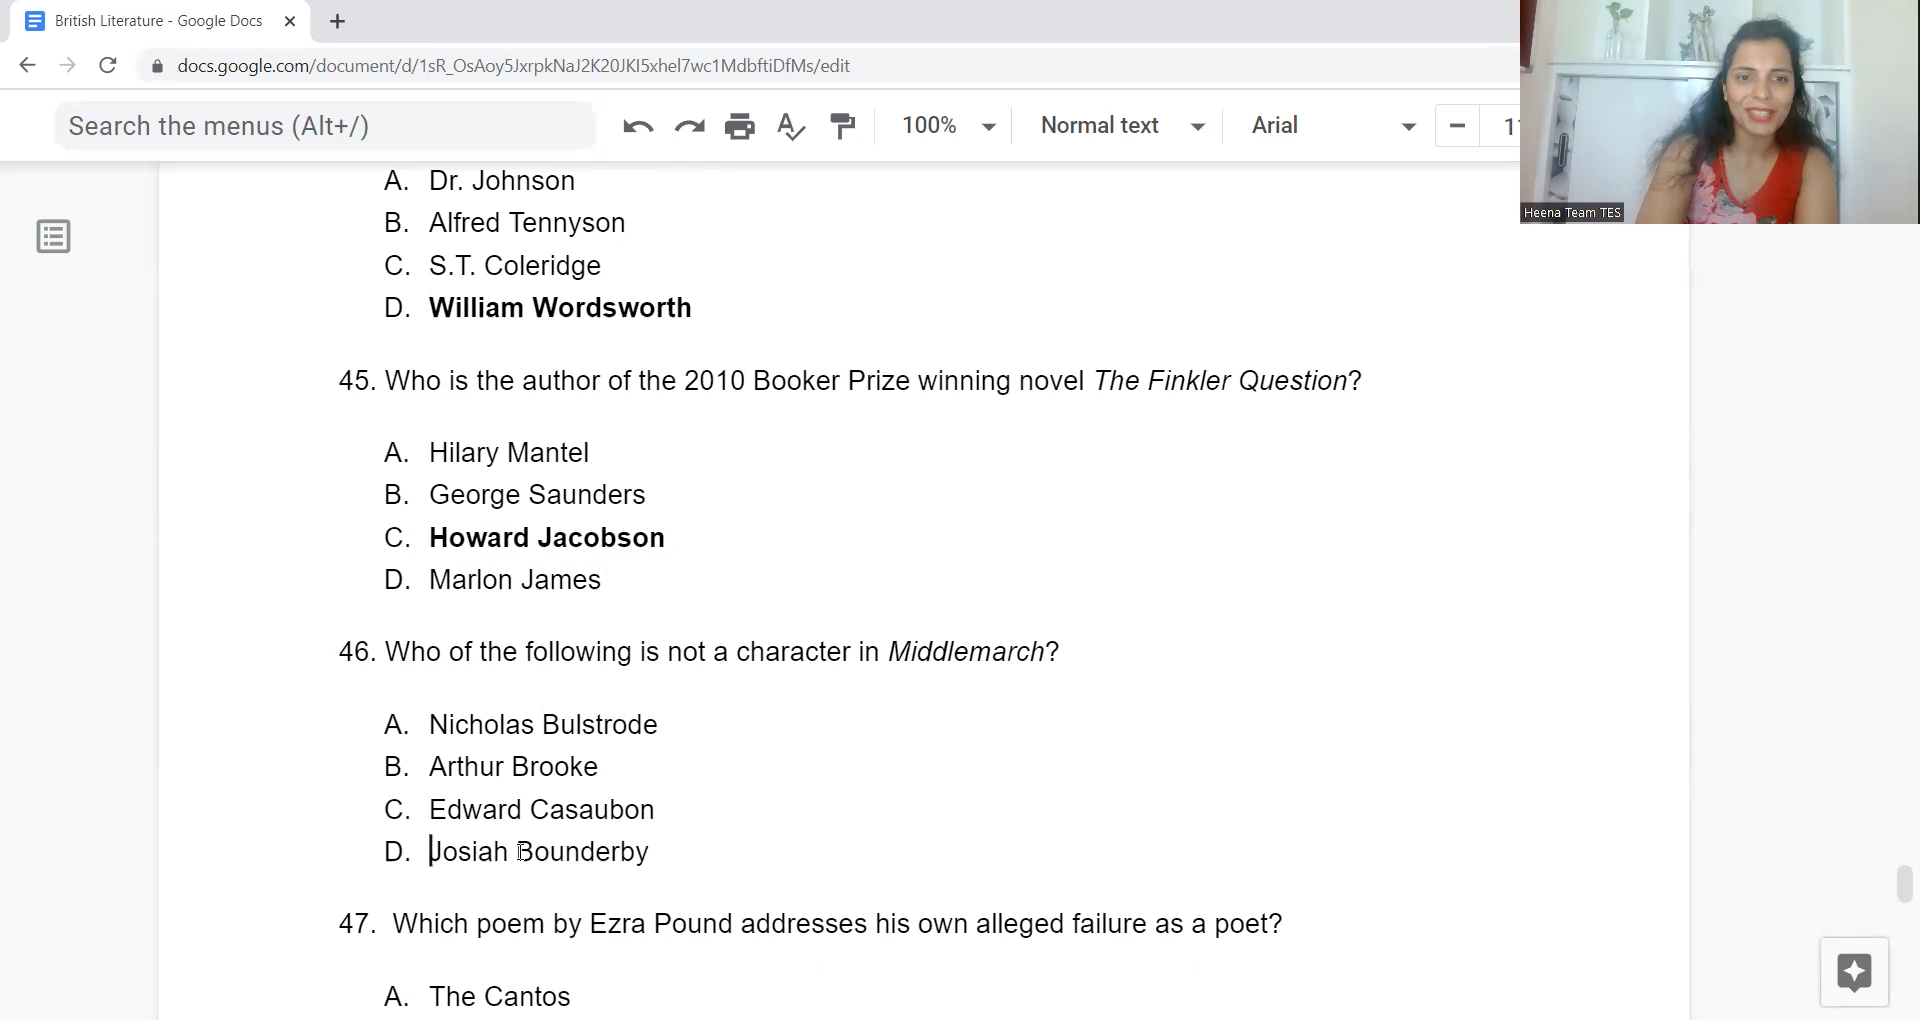 British Literature - Google Docs
docs.google.com/document/d/1sR_OsAoy5JxrpkNaJ2K20JKI5xhel7wc1MdbftiDfMs/edit
Search the menus (Alt+/)
100%
Normal text
Arial
Heena Team TES
A. Dr. Johnson
B. Alfred Tennyson
C. S.T. Coleridge
D. William Wordsworth
45. Who is the author of the 2010 Booker Prize winning novel The Finkler Question?
A. Hilary Mantel
B. George Saunders
C. Howard Jacobson
D. Marlon James
46. Who of the following is not a character in Middlemarch?
A. Nicholas Bulstrode
B. Arthur Brooke
C. Edward Casaubon
D. Josiah Bounderby
47. Which poem by Ezra Pound addresses his own alleged failure as a poet?
A. The Cantos